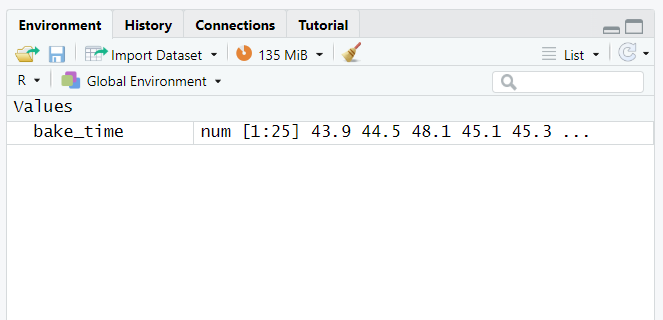 Environment History Connections Tutorial
Import Dataset 135 MiB List
R Global Environment
Values
bake_time num [1:25] 43.9 44.5 48.1 45.1 45.3 ...